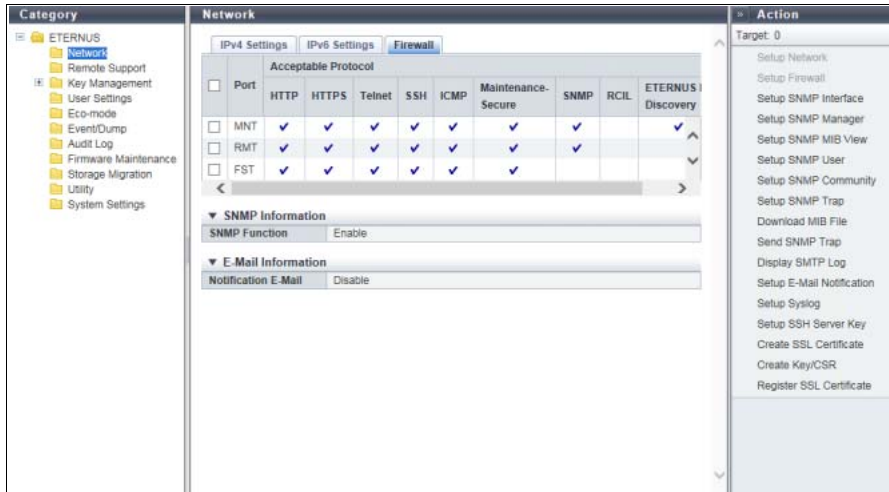 Category
ETERNUS
Network
Remote Support
Key Management
User Settings
Eco-mode
Event/Dump
Audit Log
Firmware Maintenance
Storage Migration
Utility
System Settings
Network
IPv4 Settings IPv6 Settings Firewall
Port Acceptable Protocol
HTTP HTTPS Telnet SSH ICMP Maintenance-Secure SNMP RCIL ETERNUS Discovery
MNT ✓ ✓ ✓ ✓ ✓ ✓ ✓ ✓
RMT ✓ ✓ ✓ ✓ ✓ ✓ ✓
FST ✓ ✓ ✓ ✓ ✓ ✓
▼ SNMP Information
SNMP Function Enable
▼ E-Mail Information
Notification E-Mail Disable
» Action
Target: 0
Setup Network
Setup Firewall
Setup SNMP Interface
Setup SNMP Manager
Setup SNMP MIB View
Setup SNMP User
Setup SNMP Community
Setup SNMP Trap
Download MIB File
Send SNMP Trap
Display SMTP Log
Setup E-Mail Notification
Setup Syslog
Setup SSH Server Key
Create SSL Certificate
Create Key/CSR
Register SSL Certificate